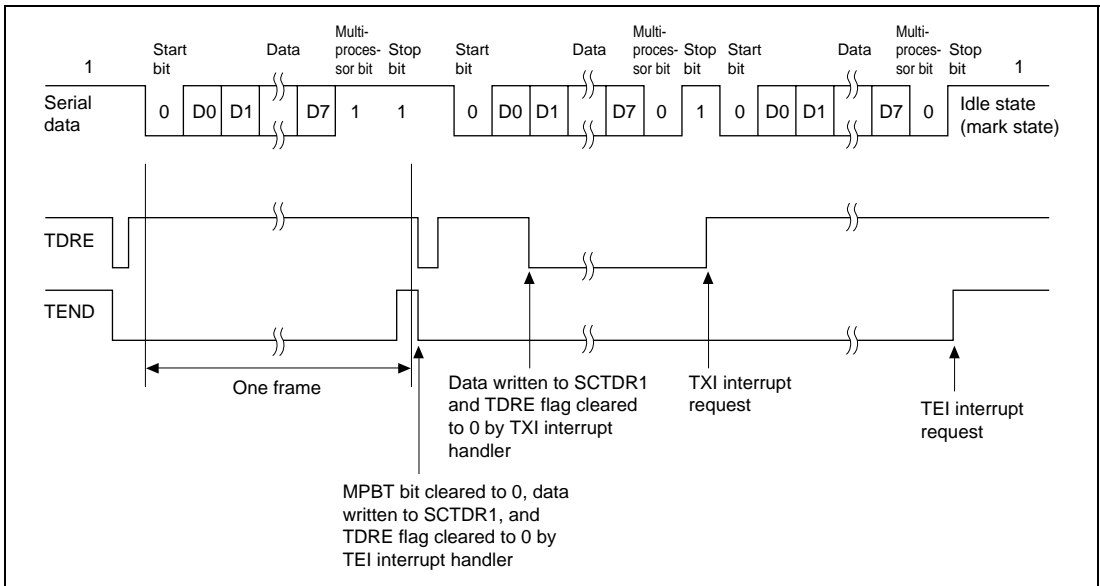 1
Start
bit
Data
Multi-
proces-
sor bit
Stop
bit
Start
bit
Data
Multi-
proces-
sor bit
Stop
bit
Start
bit
Data
Multi-
proces-
sor bit
Stop
bit
1
Serial
data
0 D0 D1 D7 1 1 0 D0 D1 D7 0 1 0 D0 D1 D7 0
Idle state
(mark state)
TDRE
TEND
One frame
Data written to SCTDR1
and TDRE flag cleared
to 0 by TXI interrupt
handler
TXI interrupt
request
TEI interrupt
request
MPBT bit cleared to 0, data
written to SCTDR1, and
TDRE flag cleared to 0 by
TEI interrupt handler